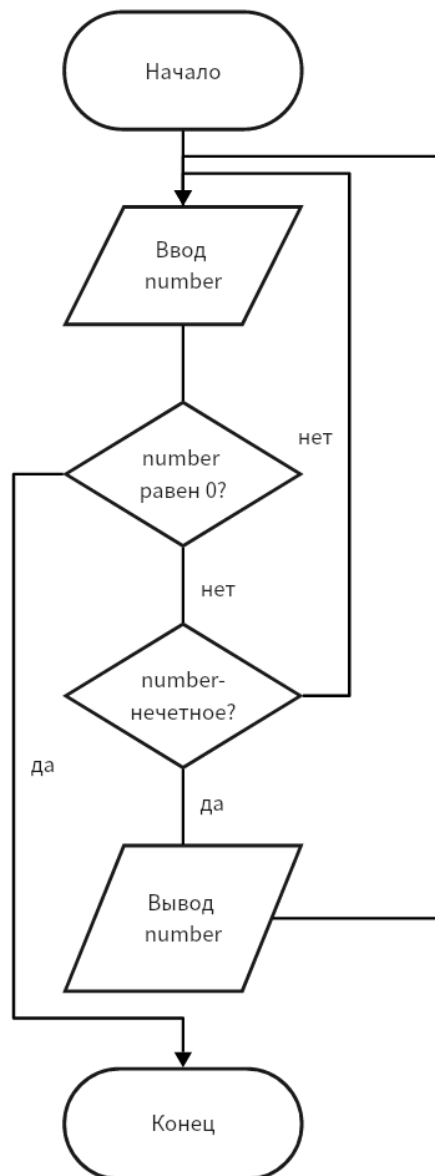 Начало
Ввод
number
number
равен 0?
нет
нет
number-
нечетное?
да
да
Вывод
number
Конец